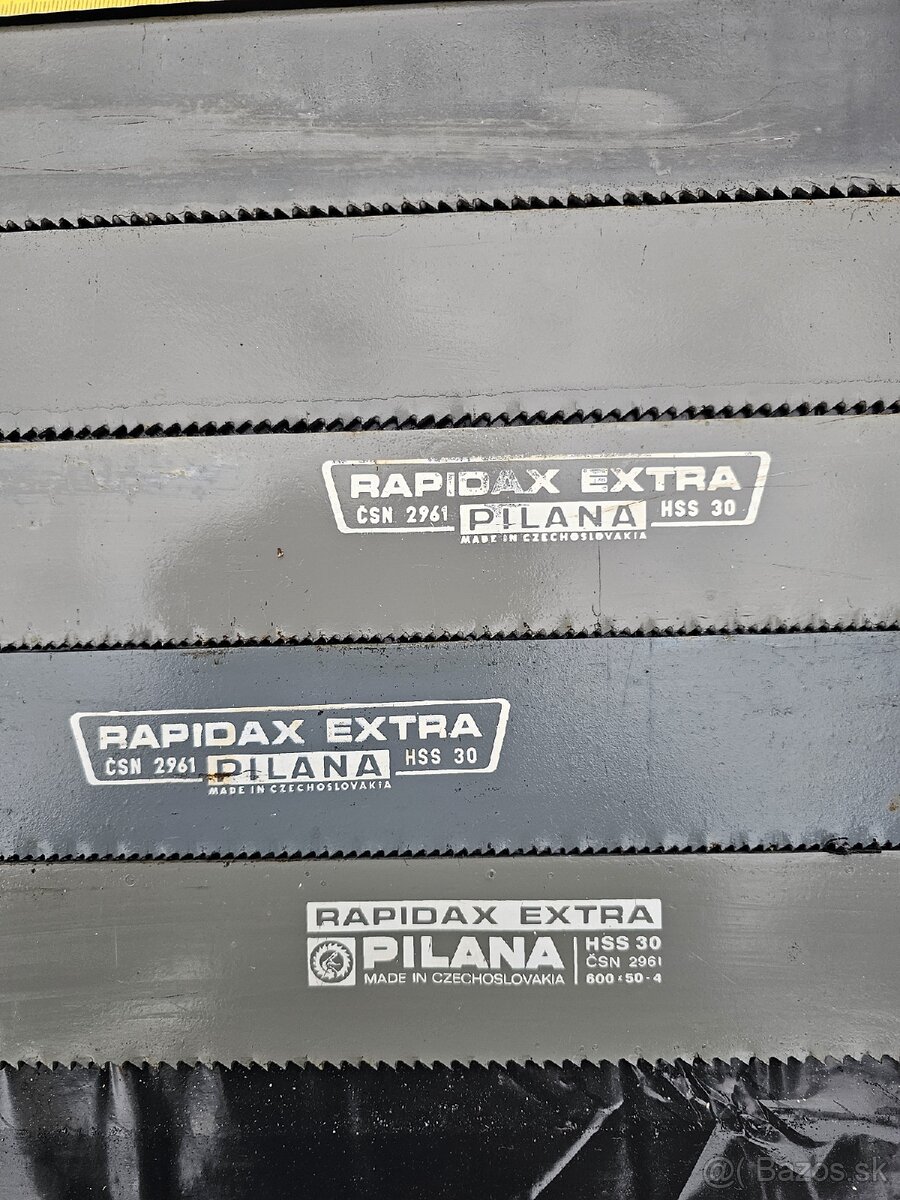 RAPIDAX EXTRA
ČSN 2961 PILANA HSS 30
MADE IN CZECHOSLOVAKIA
RAPIDAX EXTRA
ČSN 2961 PILANA HSS 30
MADE IN CZECHOSLOVAKIA
RAPIDAX EXTRA
PILANA HSS 30
ČSN 2961
MADE IN CZECHOSLOVAKIA 600×50-4
@( Bazos.sk